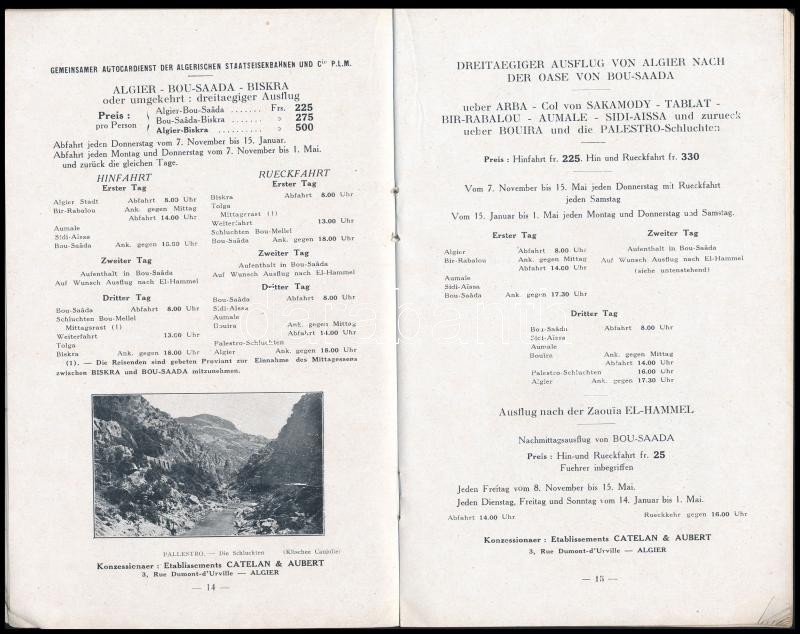 GEMEINSAMER AUTOCARDIENST DER ALGERISCHEN STAATSEISENBAHNEN UND Cie P.L.M.
ALGIER - BOU-SAADA - BISKRA
oder umgekehrt : dreitaegiger Ausflug
Preis : pro Person
Algier-Bou-Saâda ....... Frs. 225
Bou-Saâda-Biskra ....... » 275
Algier-Biskra .......... » 500
Abfahrt jeden Donnerstag vom 7. November bis 15. Januar.
Abfahrt jeden Montag und Donnerstag vom 7. November bis 1. Mai.
und zurück die gleichen Tage.
HINFAHRT
Erster Tag
Algier Stadt Abfahrt 8.00 Uhr
Bir-Rabalou Ank. gegen Mittag
Abfahrt 14.00 Uhr
Aumale
Sidi-Aissa
Bou-Saâda Ank. gegen 18.00 Uhr
Zweiter Tag
Aufenthalt in Bou-Saâda
Auf Wunsch Ausflug nach El-Hammel
Dritter Tag
Bou-Saâda Abfahrt 8.00 Uhr
Schluchten Bou-Mellel
Mittagsrast (1)
Weiterfahrt 13.00 Uhr
Tolga
Biskra Ank. gegen 18.00 Uhr
RUECKFAHRT
Erster Tag
Biskra Abfahrt 8.00 Uhr
Tolga
Mittagsrast (1)
Weiterfahrt 13.00 Uhr
Schluchten Bou-Mellel
Bou-Saâda Ank. gegen 18.00 Uhr
Zweiter Tag
Aufenthalt in Bou-Saâda
Auf Wunsch Ausflug nach El-Hammel
Dritter Tag
Bou-Saâda Abfahrt 8.00 Uhr
Sidi-Aissa
Aumale
Bouira Ank. gegen Mittag
Abfahrt 14.00 Uhr
Palestro-Schluchten
Algier Ank. gegen 18.00 Uhr
(1). — Die Reisenden sind gebeten Proviant zur Einnahme des Mittagessens
zwischen BISKRA und BOU-SAADA mitzunehmen.
PALLESTRO. — Die Schluchten (Klischee Canjolle)
Konzessionaer : Etablissements CATELAN & AUBERT
3, Rue Dumont-d'Urville — ALGIER
— 14 —
DREITAEGIGER AUSFLUG VON ALGIER NACH
DER OASE VON BOU-SAADA
ueber ARBA - Col von SAKAMODY - TABLAT -
BIR-RABALOU - AUMALE - SIDI-AISSA und zurueck
ueber BOUIRA und die PALESTRO-Schluchten
Preis : Hinfahrt fr. 225. Hin und Rueckfahrt fr. 330
Vom 7. November bis 15. Mai jeden Donnerstag mit Rueckfahrt
jeden Samstag
Vom 15. Januar bis 1. Mai jeden Montag und Donnerstag und Samstag.
Erster Tag
Algier Abfahrt 8.00 Uhr
Bir-Rabalou Ank. gegen Mittag
Abfahrt 14.00 Uhr
Aumale
Sidi-Aissa
Bou-Saâda Ank. gegen 17.30 Uhr
Zweiter Tag
Aufenthalt in Bou-Saâda
Auf Wunsch Ausflug nach El-Hammel
(siehe untenstehend)
Dritter Tag
Bou-Saâda Abfahrt 8.00 Uhr
Sidi-Aissa
Aumale
Bouïra Ank. gegen Mittag
Abfahrt 14.00 Uhr
Palestro-Schluchten 16.00 Uhr
Algier Ank. gegen 17.30 Uhr
Ausflug nach der Zaouïa EL-HAMMEL
Nachmittagsausflug von BOU-SAADA
Preis : Hin-und Rueckfahrt fr. 25
Fuehrer inbegriffen
Jeden Freitag vom 8. November bis 15. Mai.
Jeden Dienstag, Freitag und Sonntag vom 14. Januar bis 1. Mai.
Abfahrt 14.00 Uhr Rueckkehr gegen 16.00 Uhr
Konzessionaer : Etablissements CATELAN & AUBERT
3, Rue Dumont-d'Urville — ALGIER
— 15 —